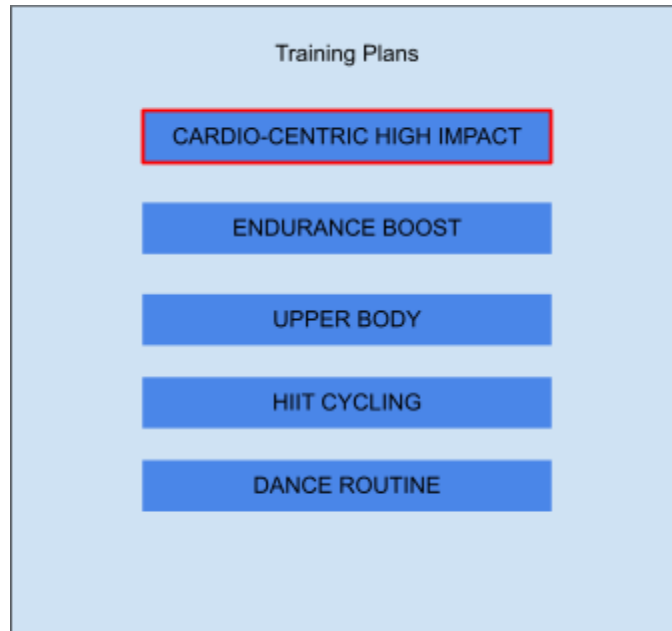 Training Plans
CARDIO-CENTRIC HIGH IMPACT
ENDURANCE BOOST
UPPER BODY
HIIT CYCLING
DANCE ROUTINE